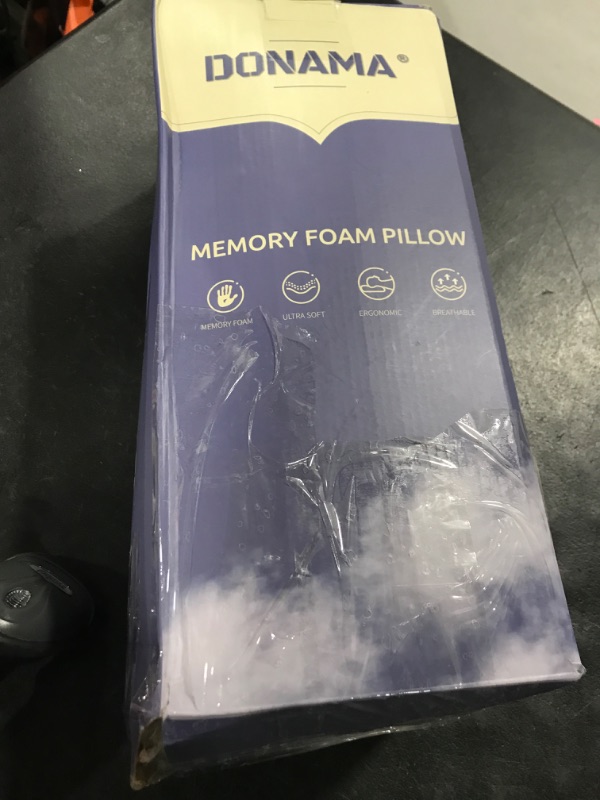 DONAMA®
MEMORY FOAM PILLOW
MEMORY FOAM
ULTRA SOFT
ERGONOMIC
BREATHABLE